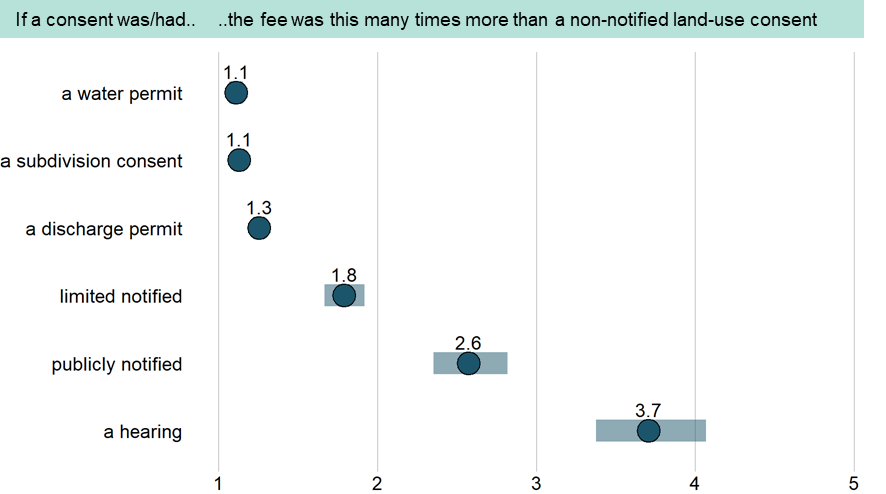 If a consent was/had.. ..the fee was this many times more than a non-notified land-use consent
a water permit 1.1
a subdivision consent 1.1
a discharge permit 1.3
limited notified 1.8
publicly notified 2.6
a hearing 3.7
1 2 3 4 5